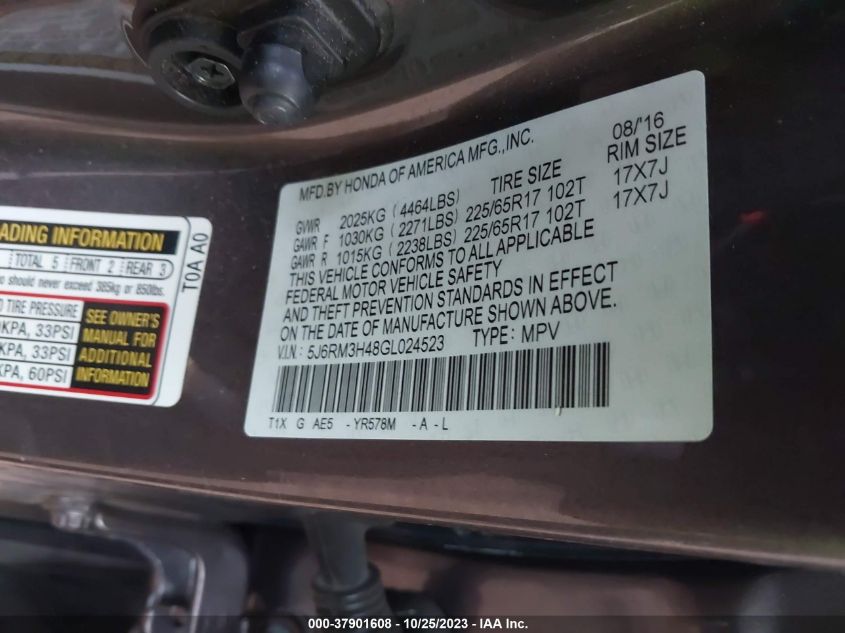 ADING INFORMATION
TOTAL 5 FRONT 2 REAR 3
should never exceed 385kg or 850lbs.
TIRE PRESSURE
KPA, 33PSI
KPA, 33PSI
KPA, 60PSI
SEE OWNER'S
MANUAL FOR
ADDITIONAL
INFORMATION
T0A A0
MFD.BY HONDA OF AMERICA MFG.,INC. 08/'16
TIRE SIZE RIM SIZE
GVWR 2025KG (4464LBS)
GAWR F 1030KG (2271LBS) 225/65R17 102T 17X7J
GAWR R 1015KG (2238LBS) 225/65R17 102T 17X7J
THIS VEHICLE CONFORMS TO ALL APPLICABLE
FEDERAL MOTOR VEHICLE SAFETY
AND THEFT PREVENTION STANDARDS IN EFFECT
ON THE DATE OF MANUFACTURE SHOWN ABOVE.
V.I.N: 5J6RM3H48GL024523 TYPE: MPV
T1X G AE5 -YR578M -A-L
000-37901608 - 10/25/2023 - IAA Inc.